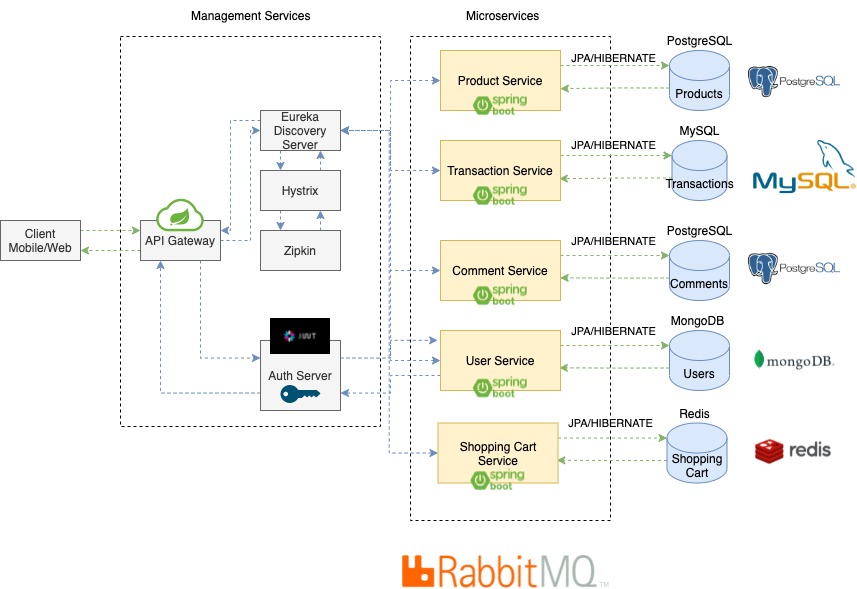 Management Services
Microservices
Client
Mobile/Web
API Gateway
Eureka
Discovery
Server
Hystrix
Zipkin
JWT
Auth Server
Product Service
spring
boot
JPA/HIBERNATE
PostgreSQL
Products
PostgreSQL
Transaction Service
spring
boot
JPA/HIBERNATE
MySQL
Transactions
MySQL®
Comment Service
spring
boot
JPA/HIBERNATE
PostgreSQL
Comments
PostgreSQL
User Service
spring
boot
JPA/HIBERNATE
MongoDB
Users
mongoDB.
Shopping Cart
Service
spring
boot
JPA/HIBERNATE
Redis
Shopping
Cart
redis
RabbitMQ™